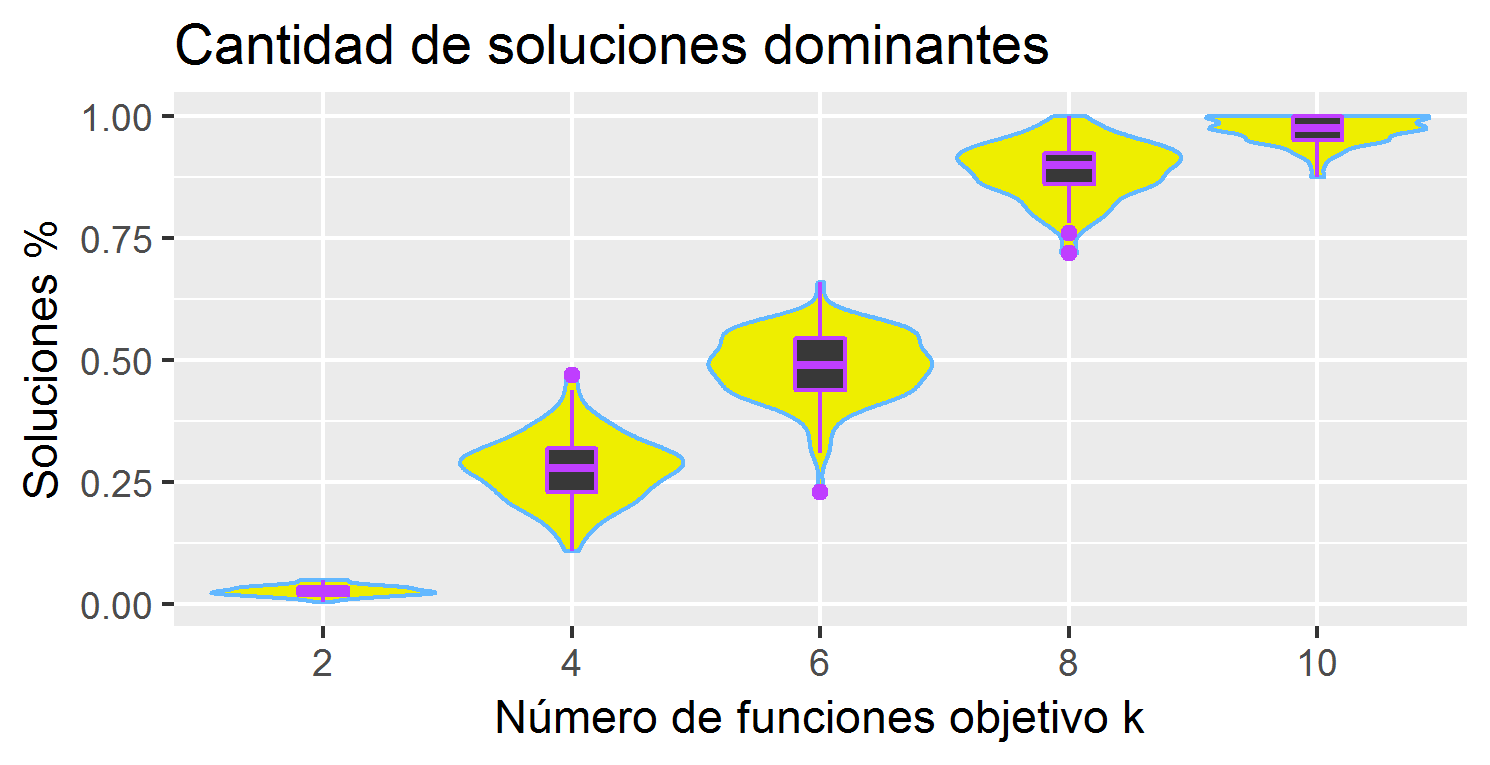 Cantidad de soluciones dominantes
Soluciones %
1.00
0.75
0.50
0.25
0.00
2 4 6 8 10
Número de funciones objetivo k